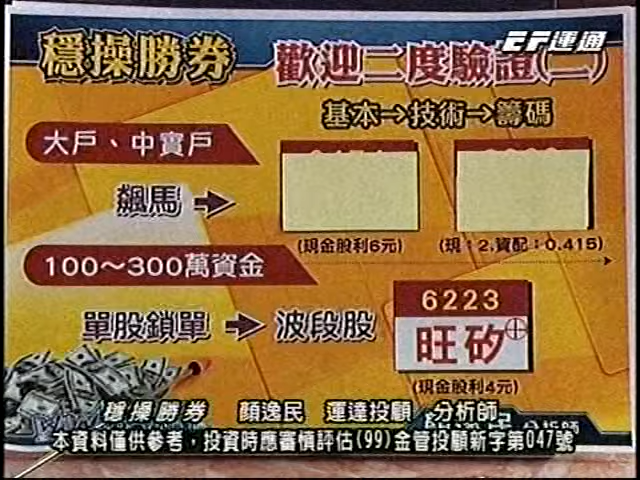 穩操勝券 歡迎二度驗證(二)
EF運通
基本→技術→籌碼
大戶、中實戶
飆馬→
(現金股利6元) (現:2,資配:0.415)
100~300萬資金
單股鎖單→波段股
6223
旺矽
(現金股利4元)
穩操勝券 顏逸民 運達投顧 分析師
分析師
本資料僅供參考,投資時應審慎評估(99)金管投顧新字第047號